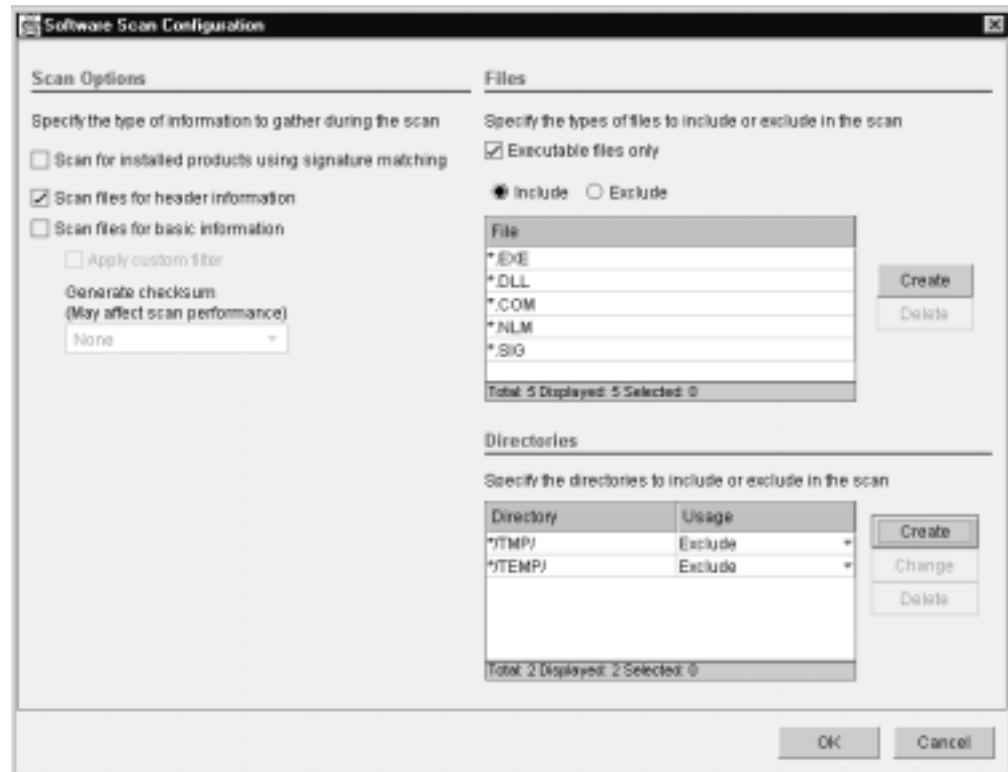 Software Scan Configuration
Scan Options
Specify the type of information to gather during the scan
Scan for installed products using signature matching
Scan files for header information
Scan files for basic information
Apply custom filter
Generate checksum
(May affect scan performance)
None
Files
Specify the types of files to include or exclude in the scan
Executable files only
Include Exclude
File
*.EXE
*.DLL
*.COM
*.NLM
*.SIG
Total: 5 Displayed: 5 Selected: 0
Create
Delete
Directories
Specify the directories to include or exclude in the scan
Directory Usage
*/TMP/ Exclude
*/TEMP/ Exclude
Total: 2 Displayed: 2 Selected: 0
Create
Change
Delete
OK Cancel